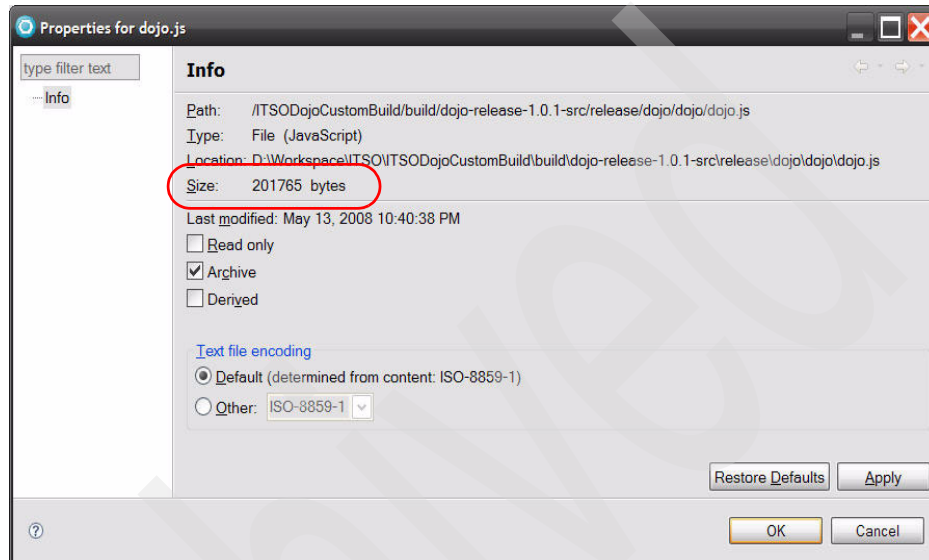 Properties for dojo.js
type filter text
Info
Info
Path: /ITSODojoCustomBuild/build/dojo-release-1.0.1-src/release/dojo/dojo/dojo.js
Type: File (JavaScript)
Location: D:\Workspace\ITSO\ITSODojoCustomBuild\build\dojo-release-1.0.1-src\release\dojo\dojo\dojo.js
Size: 201765 bytes
Last modified: May 13, 2008 10:40:38 PM
Read only
Archive
Derived
Text file encoding
Default (determined from content: ISO-8859-1)
Other: ISO-8859-1
Restore Defaults Apply
OK Cancel